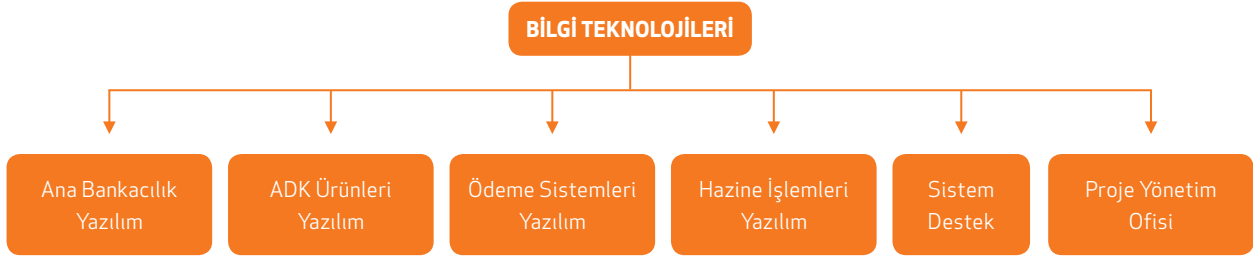 BİLGİ TEKNOLOJİLERİ
Ana Bankacılık
Yazılım
ADK Ürünleri
Yazılım
Ödeme Sistemleri
Yazılım
Hazine İşlemleri
Yazılım
Sistem
Destek
Proje Yönetim
Ofisi